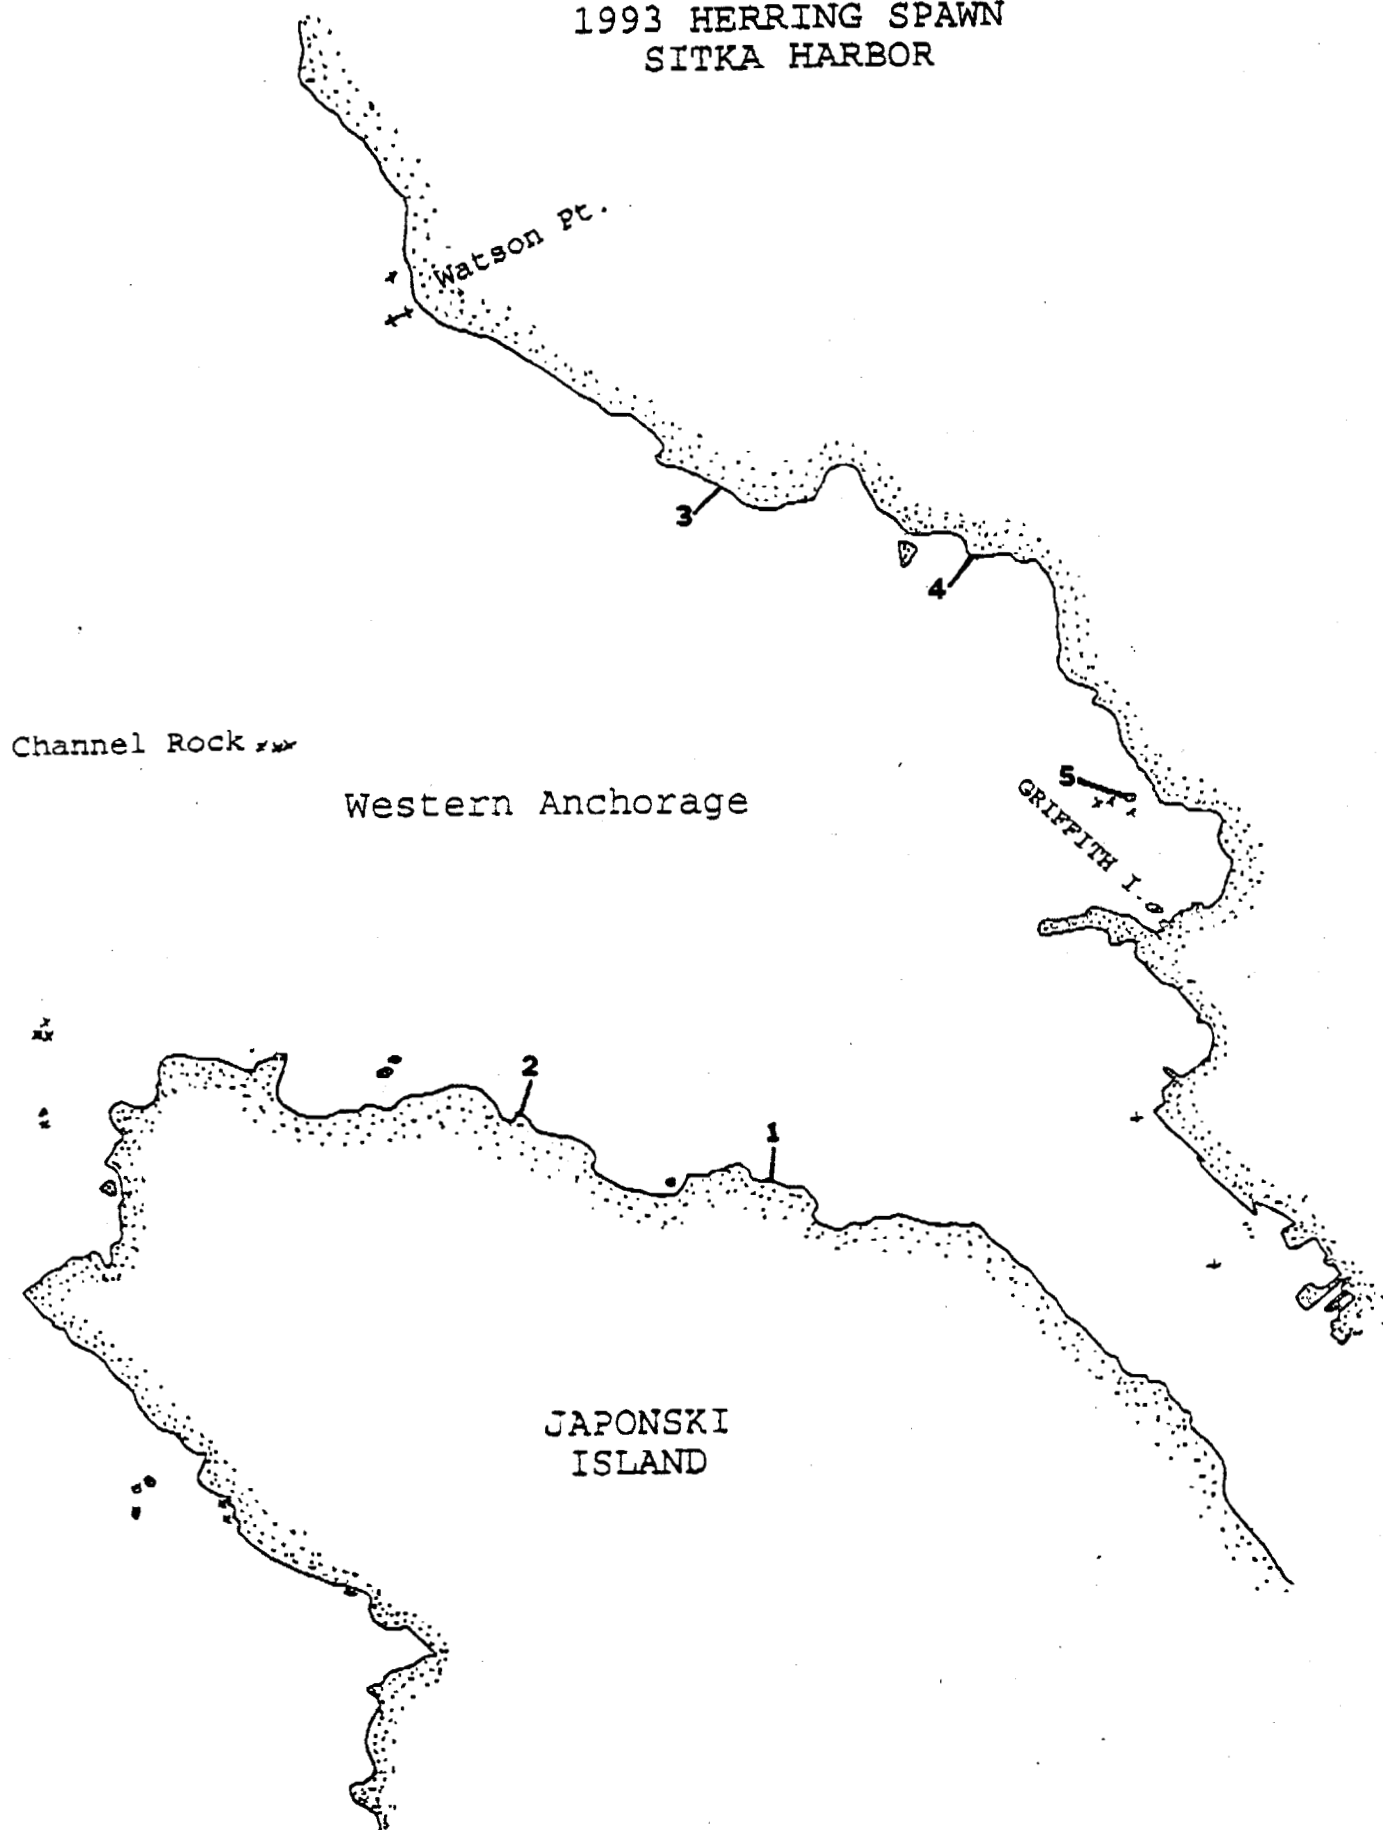 1993 HERRING SPAWN
SITKA HARBOR
Watson Pt.
3
4
Channel Rock
Western Anchorage
5
GRIFFITH I.
2
1
JAPONSKI
ISLAND